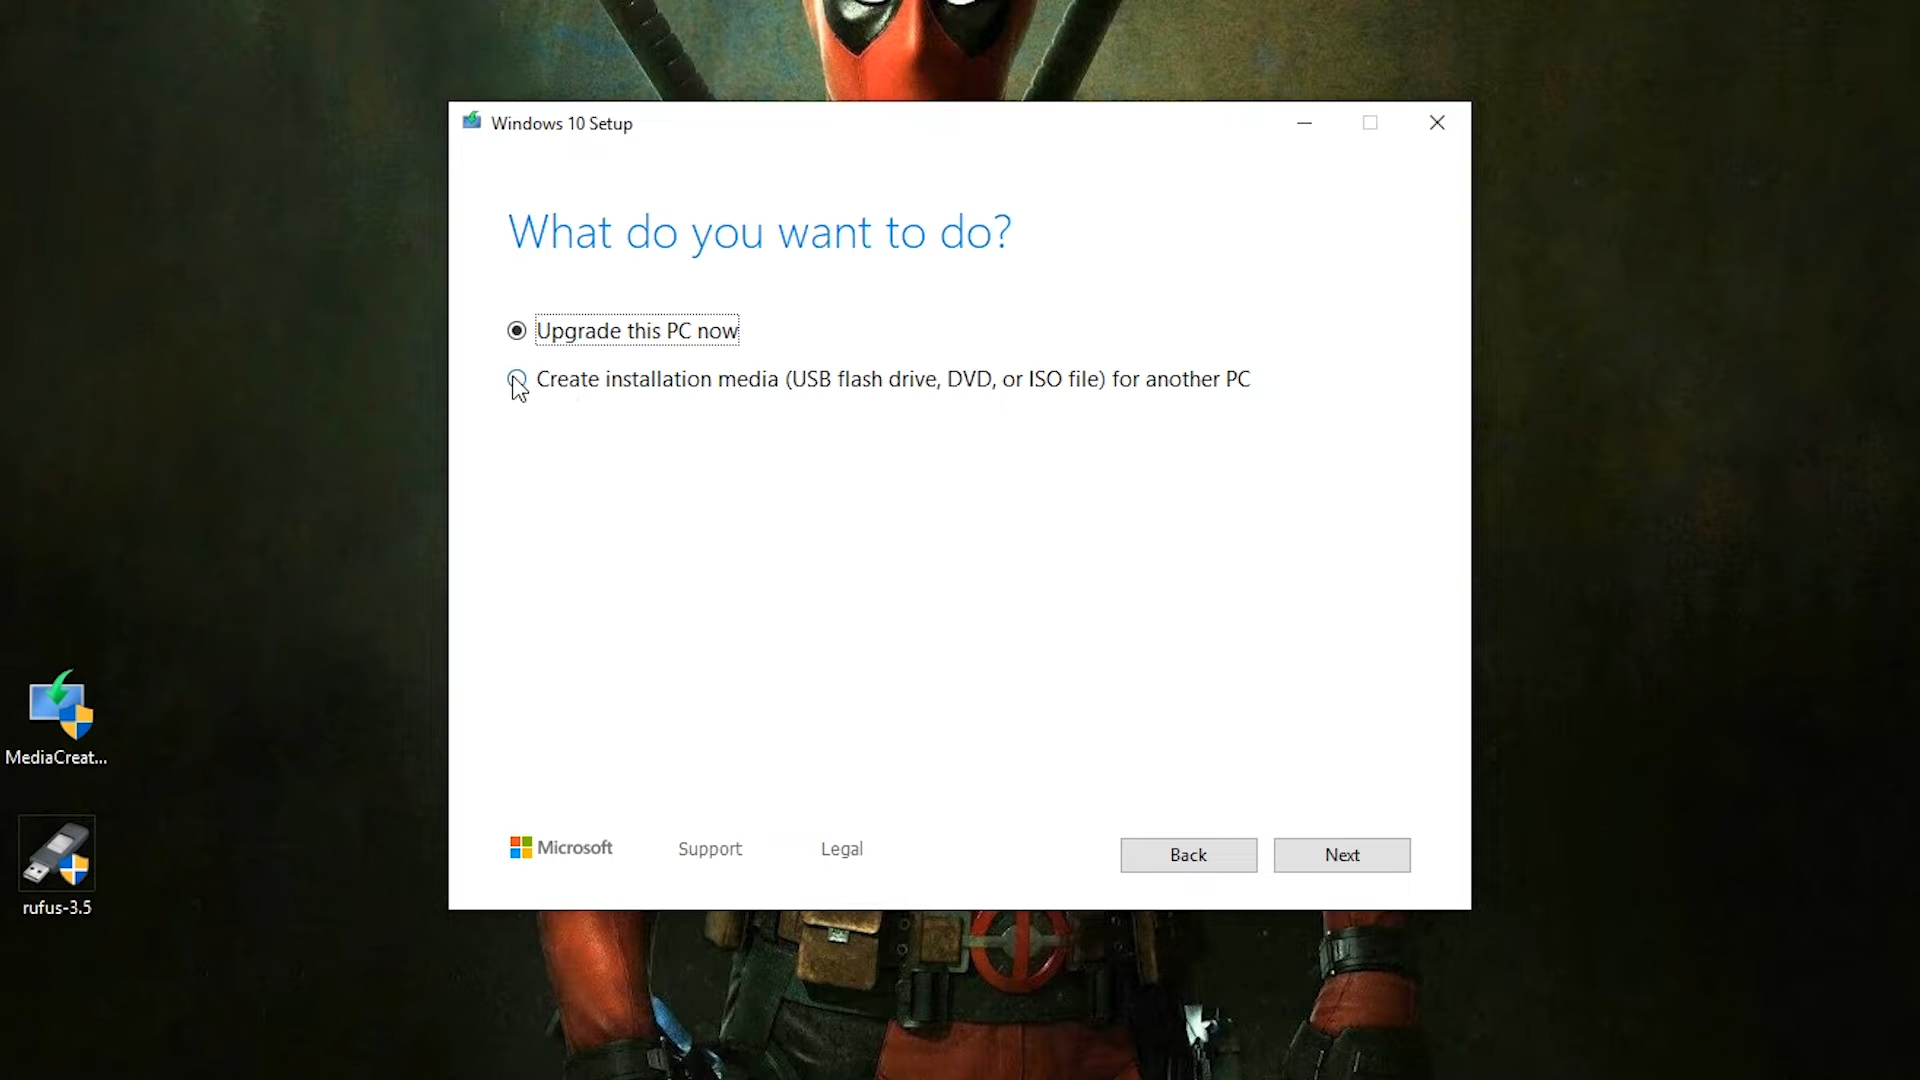 Windows 10 Setup
What do you want to do?
Upgrade this PC now
Create installation media (USB flash drive, DVD, or ISO file) for another PC
MediaCreat...
rufus-3.5
Microsoft
Support
Legal
Back
Next